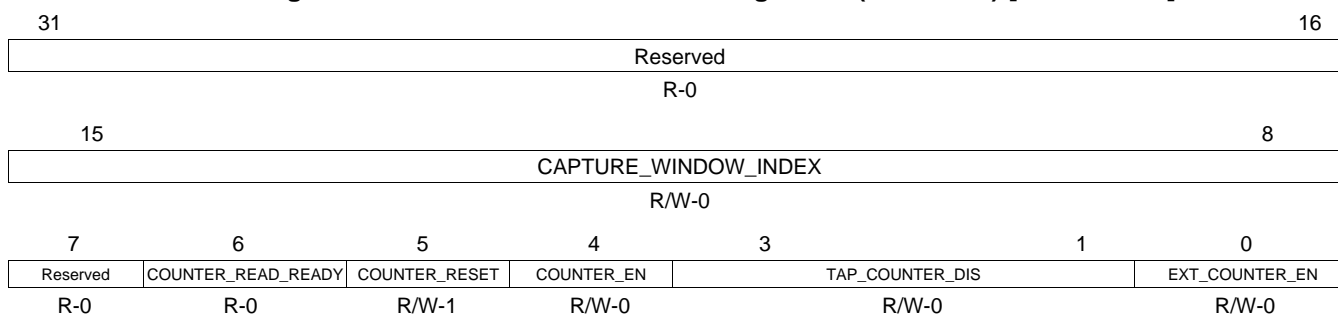 31 16
Reserved
R-0
15 8
CAPTURE_WINDOW_INDEX
R/W-0
7 6 5 4 3 1 0
Reserved COUNTER_READ_READY COUNTER_RESET COUNTER_EN TAP_COUNTER_DIS EXT_COUNTER_EN
R-0 R-0 R/W-1 R/W-0 R/W-0 R/W-0